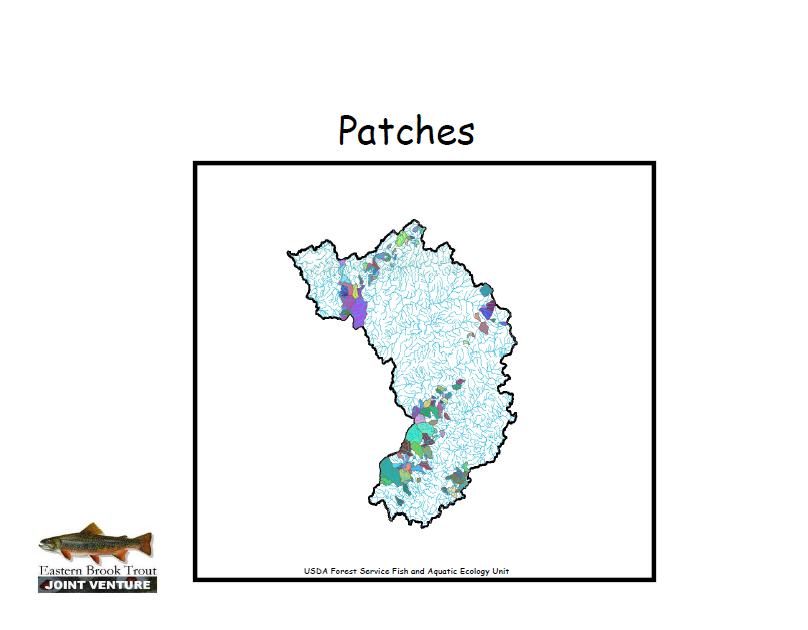 Patches
USDA Forest Service Fish and Aquatic Ecology Unit
Eastern Brook Trout
JOINT VENTURE